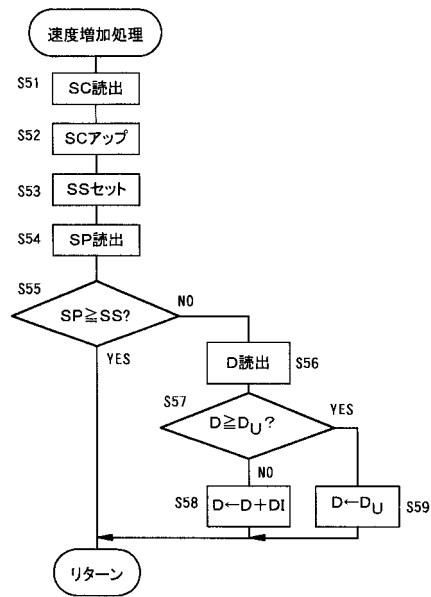 速度増加処理
S51
SC読出
S52
SCアップ
S53
SSセット
S54
SP読出
S55
SP≧SS?
NO
YES
D読出
S56
S57
D≧DU?
YES
NO
S58
D←D+DI
D←DU
S59
リターン